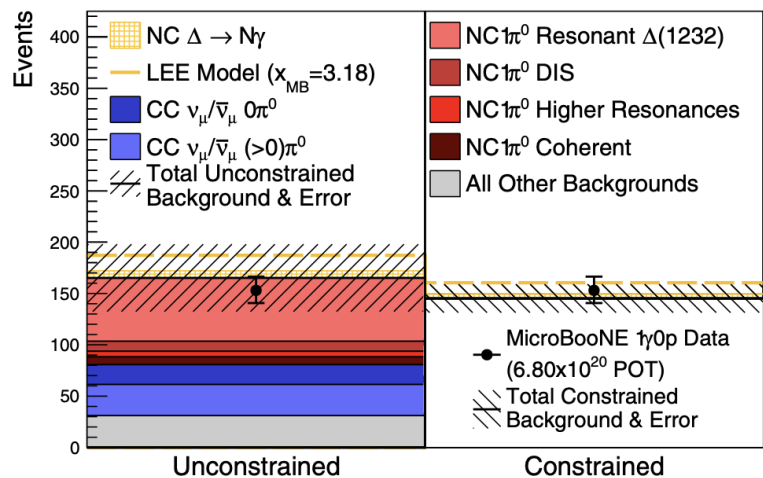 Events
400
350
300
250
200
150
100
50
0
NC Δ → Nγ
LEE Model (x_MB=3.18)
CC ν_μ/ν̅_μ 0π⁰
CC ν_μ/ν̅_μ (>0)π⁰
Total Unconstrained
Background & Error
NC1π⁰ Resonant Δ(1232)
NC1π⁰ DIS
NC1π⁰ Higher Resonances
NC1π⁰ Coherent
All Other Backgrounds
MicroBooNE 1γ0p Data
(6.80x10²⁰ POT)
Total Constrained
Background & Error
Unconstrained
Constrained